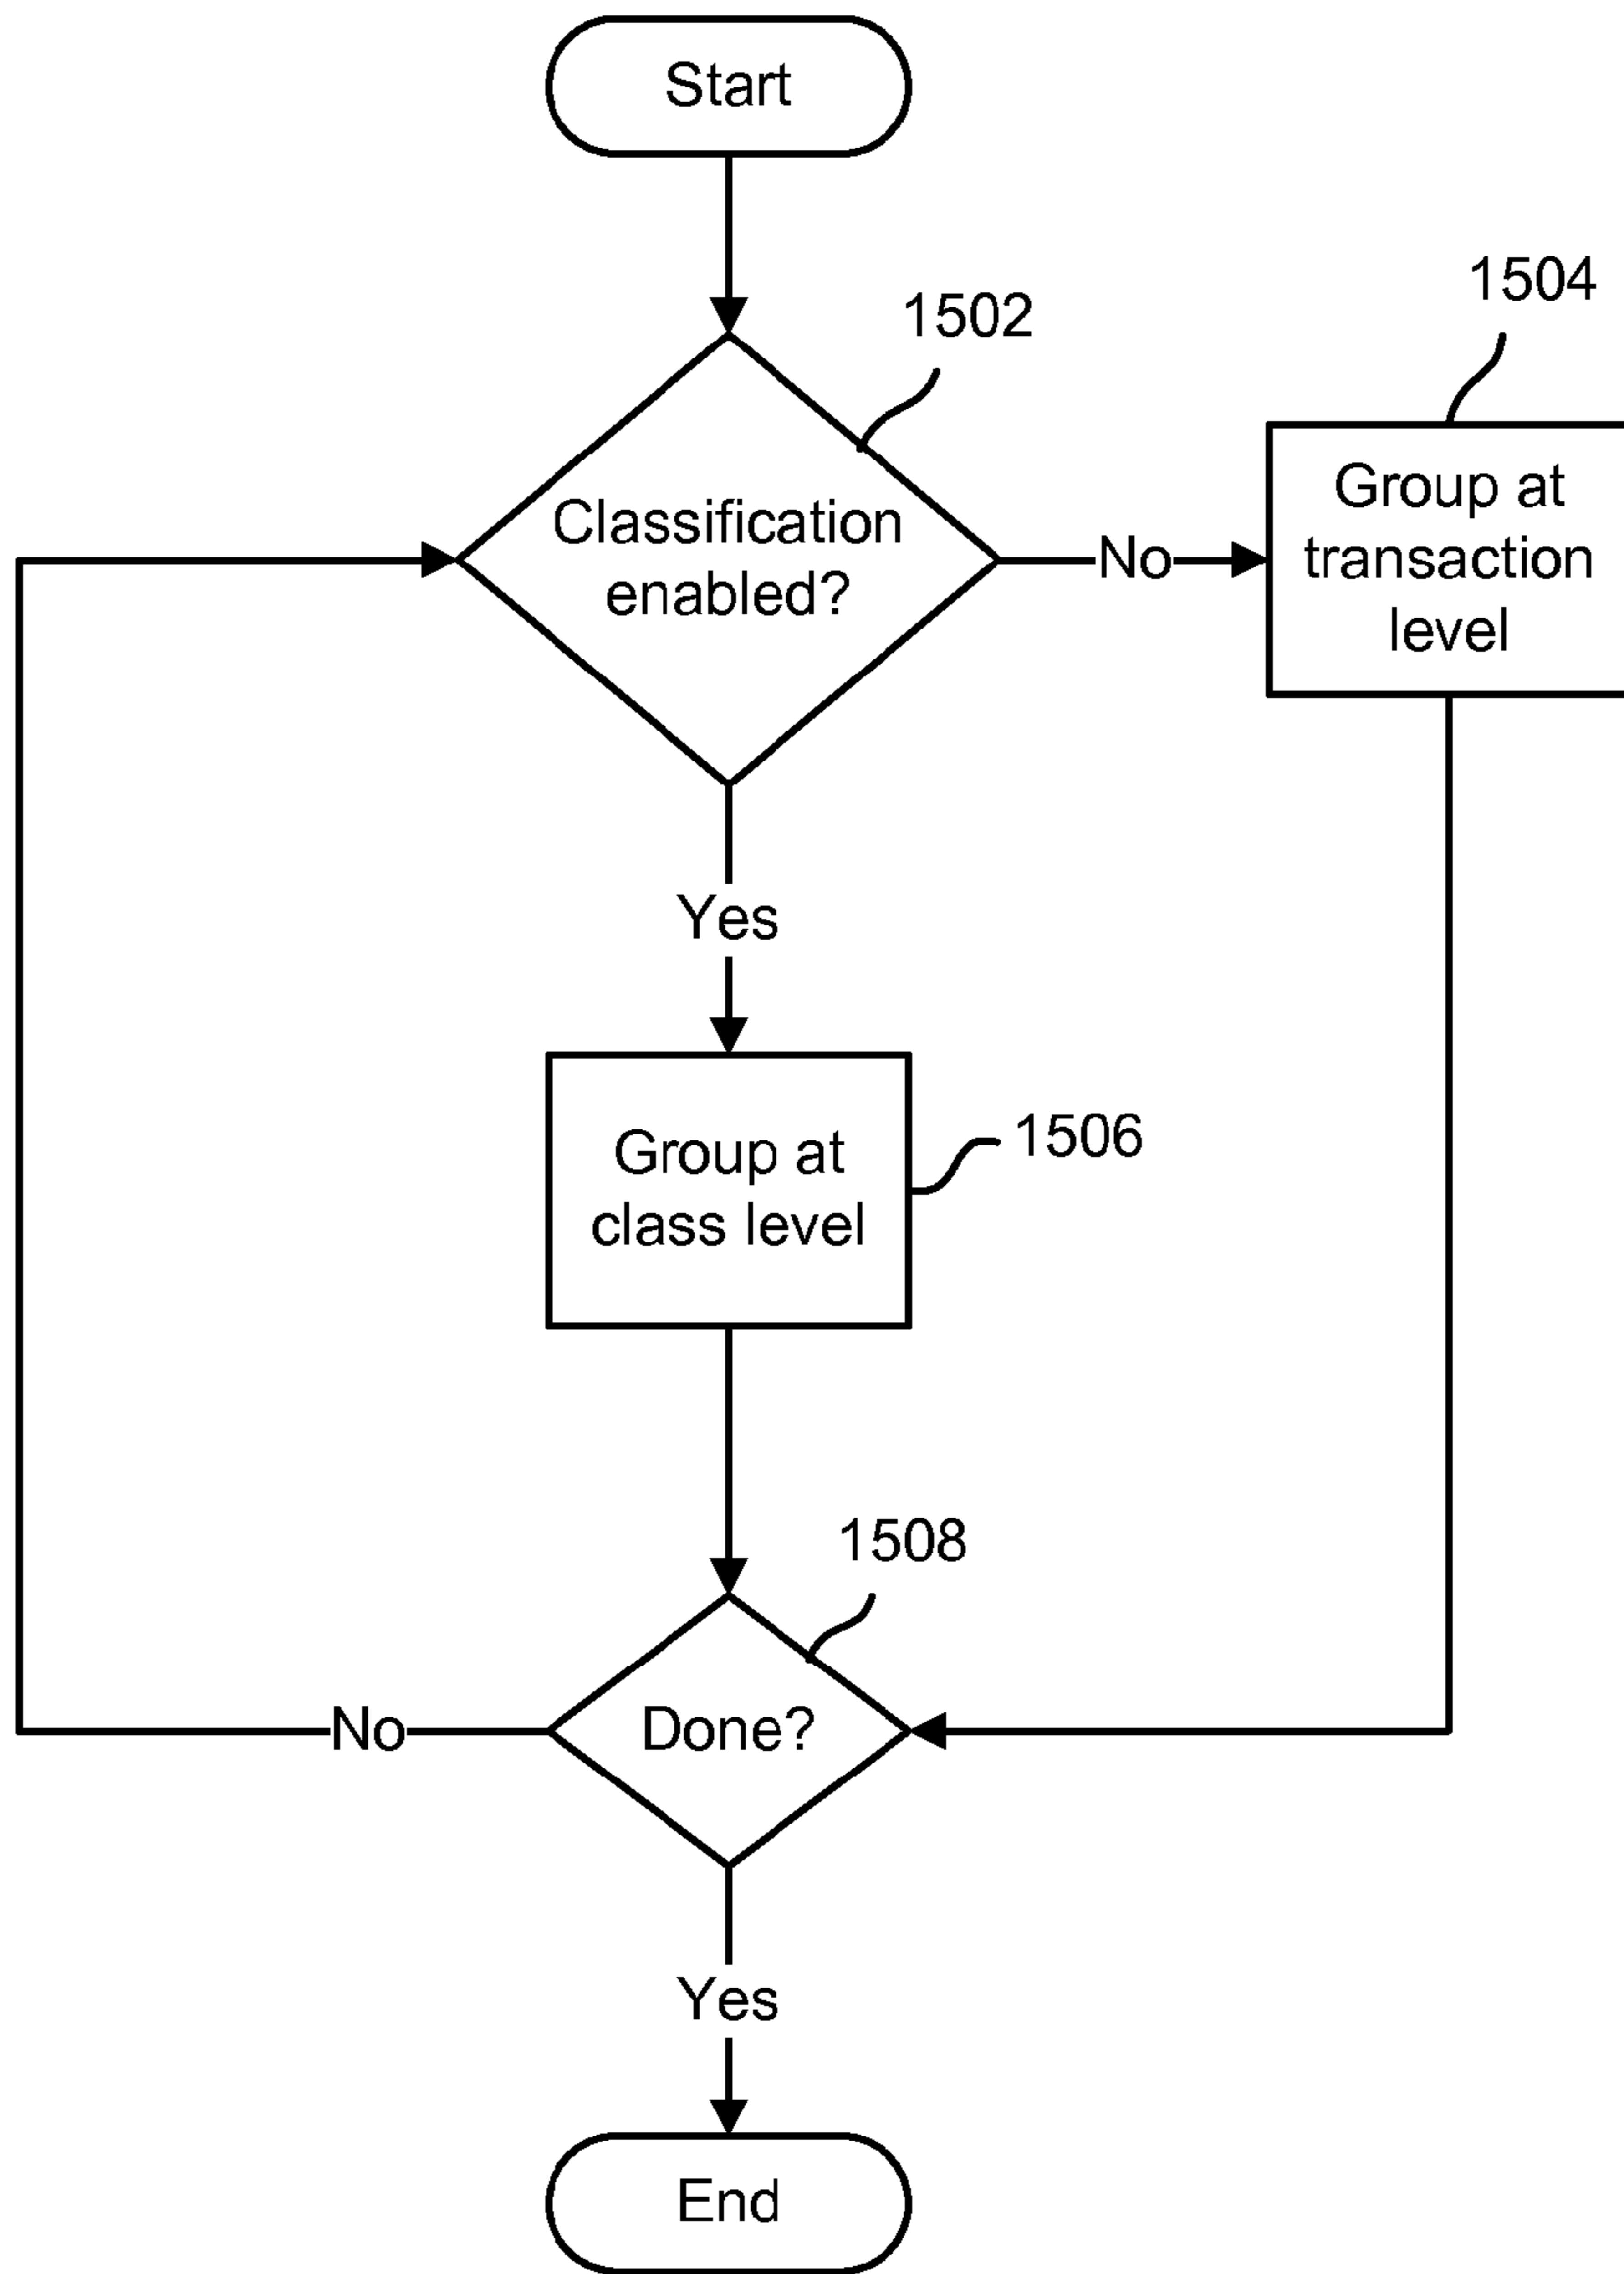 Start
1502
1504
Classification
enabled?
No
Group at
transaction
level
Yes
Group at
class level
1506
1508
Done?
No
Yes
End